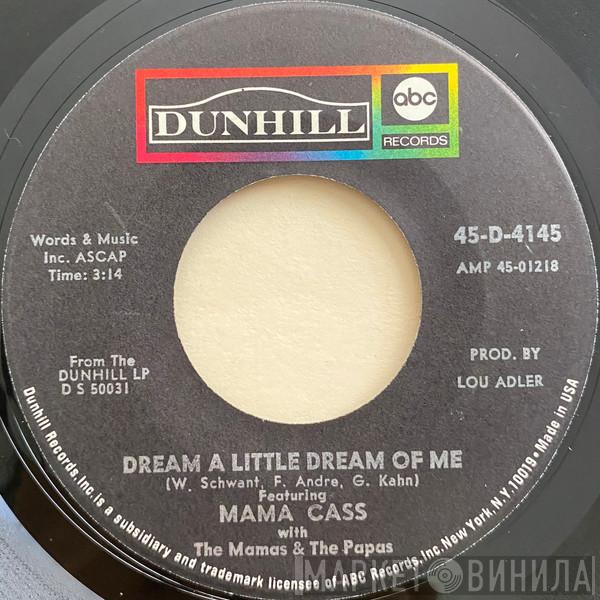 DUNHILL
abc
RECORDS
Words & Music
Inc. ASCAP
Time: 3:14
45-D-4145
AMP 45-01218
From The
DUNHILL LP
D S 50031
PROD. BY
LOU ADLER
DREAM A LITTLE DREAM OF ME
(W. Schwant, F. Andre, G. Kahn)
Featuring
MAMA CASS
with
The Mamas & The Papas
Dunhill Records, Inc. is a subsidiary and trademark licensee of ABC Records, Inc. New York, N.Y. 10019 • Made in USA
МАРКЕТ ВИНИЛА